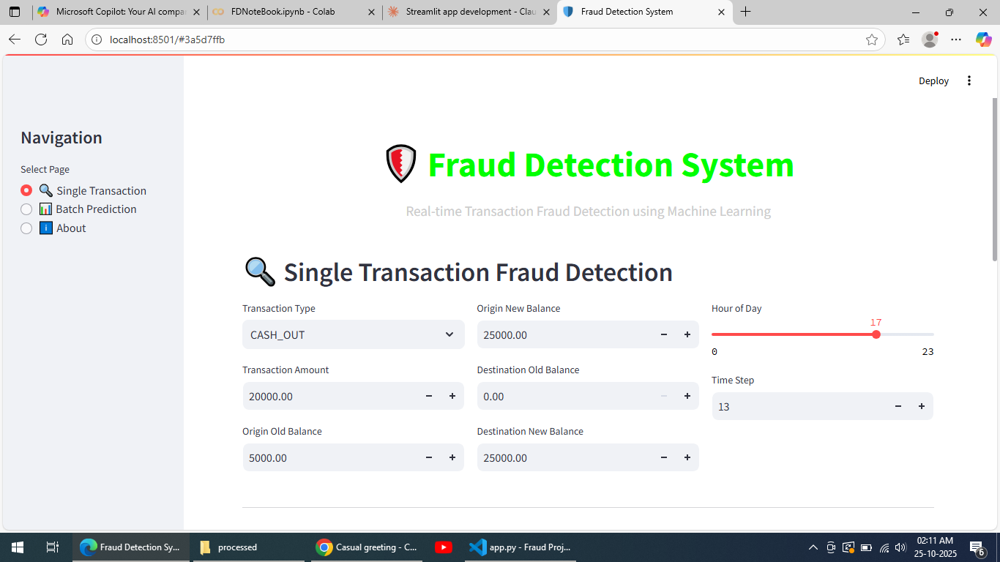 Microsoft Copilot: Your AI compan
FDNoteBook.ipynb - Colab
Streamlit app development - Clau
Fraud Detection System
localhost:8501/#3a5d7ffb
Deploy
Navigation
Select Page
Single Transaction
Batch Prediction
About
Fraud Detection System
Real-time Transaction Fraud Detection using Machine Learning
Single Transaction Fraud Detection
Transaction Type
CASH_OUT
Transaction Amount
20000.00
Origin Old Balance
5000.00
Origin New Balance
25000.00
Destination Old Balance
0.00
Destination New Balance
25000.00
Hour of Day
17
0
23
Time Step
13
Fraud Detection Sy...
processed
Casual greeting - C...
app.py - Fraud Proj...
02:11 AM
25-10-2025
6